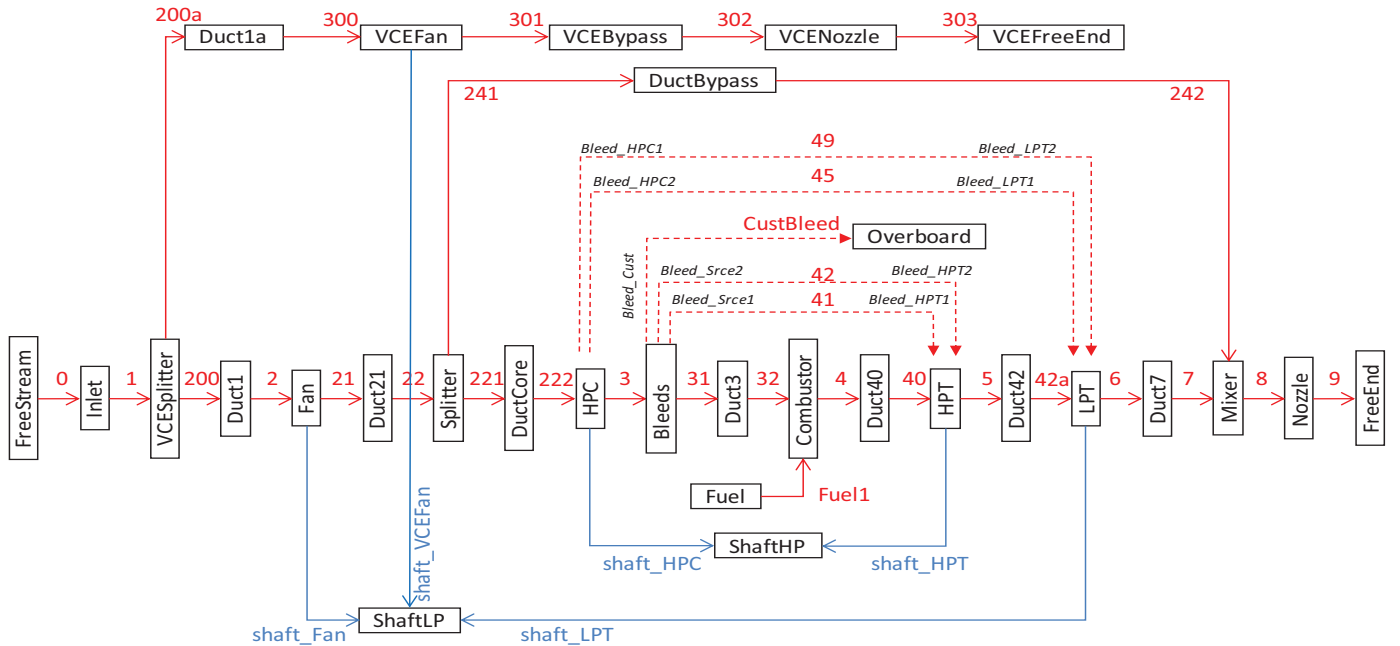 200a
Duct1a
300
VCEFan
301
VCEBypass
302
VCENozzle
303
VCEFreeEnd
241
DuctBypass
242
Bleed_HPC1
49
Bleed_LPT2
Bleed_HPC2
45
Bleed_LPT1
CustBleed
Overboard
Bleed_Cust
Bleed_Srce2
42
Bleed_HPT2
Bleed_Srce1
41
Bleed_HPT1
FreeStream
0
Inlet
1
VCESplitter
200
Duct1
2
Fan
21
Duct21
22
Splitter
221
DuctCore
222
HPC
3
Bleeds
31
Duct3
32
Combustor
4
Duct40
40
HPT
5
Duct42
42a
LPT
6
Duct7
7
Mixer
8
Nozzle
9
FreeEnd
Fuel
Fuel1
shaft_VCEFan
ShaftHP
shaft_HPC
shaft_HPT
ShaftLP
shaft_Fan
shaft_LPT